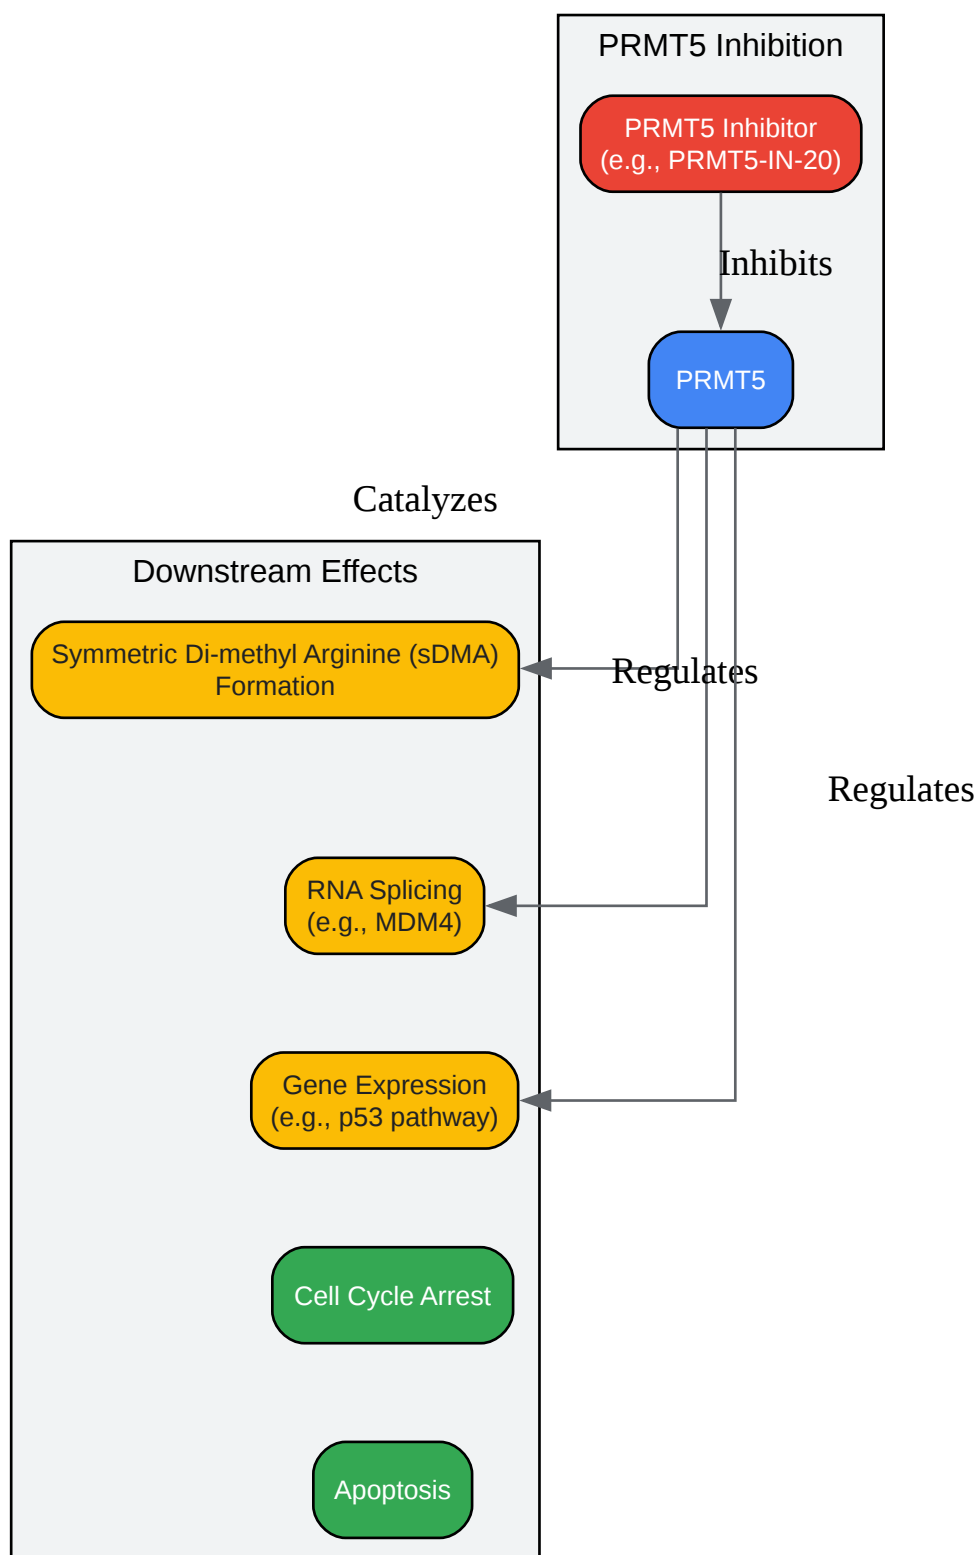 PRMT5 Inhibition
PRMT5 Inhibitor
(e.g., PRMT5-IN-20)
Inhibits
PRMT5
Catalyzes
Downstream Effects
Symmetric Di-methyl Arginine (sDMA)
Formation
Regulates
Regulates
RNA Splicing
(e.g., MDM4)
Gene Expression
(e.g., p53 pathway)
Cell Cycle Arrest
Apoptosis